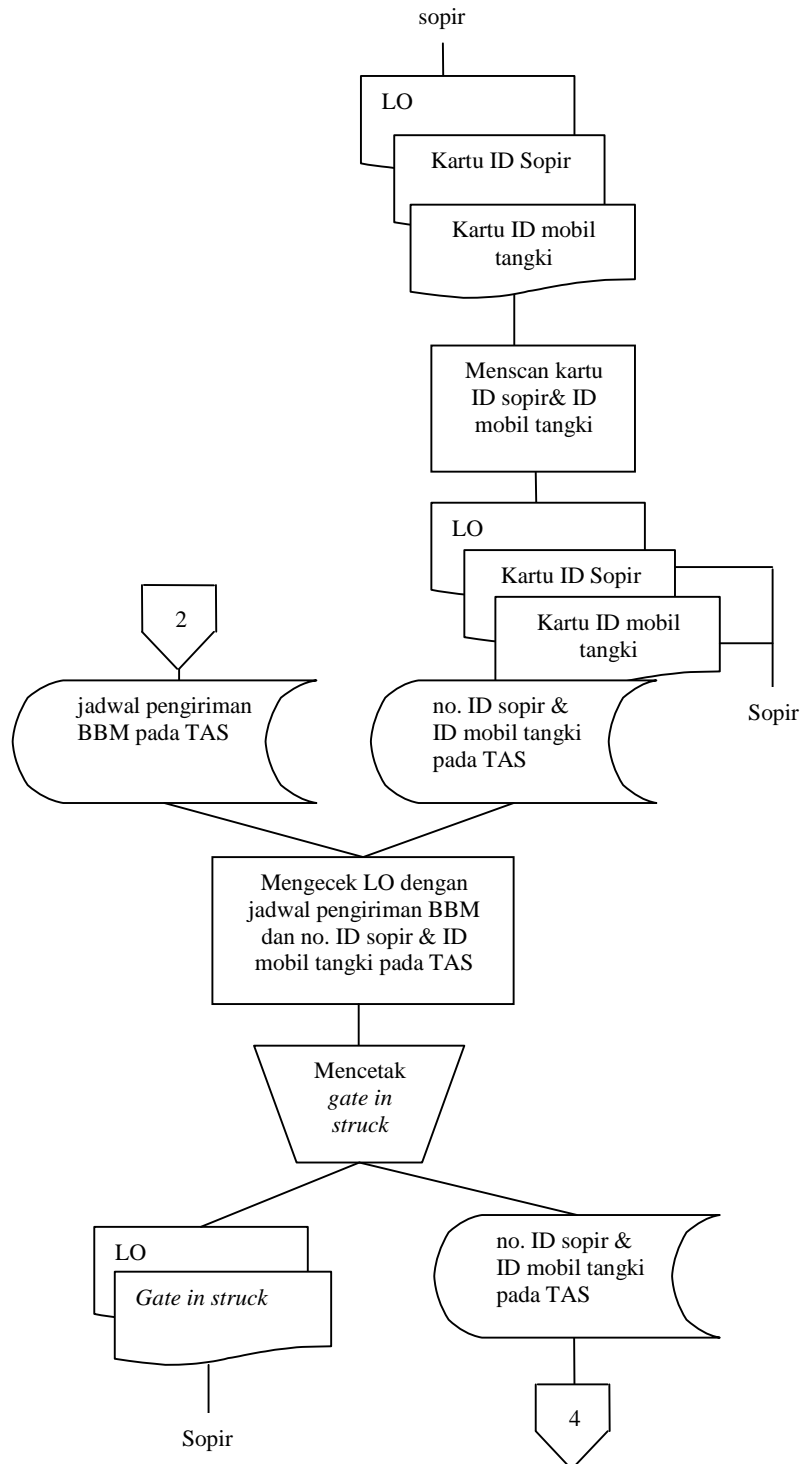 sopir
LO
Kartu ID Sopir
Kartu ID mobil
tangki
Menscan kartu
ID sopir& ID
mobil tangki
LO
Kartu ID Sopir
Kartu ID mobil
tangki
Sopir
2
jadwal pengiriman
BBM pada TAS
no. ID sopir &
ID mobil tangki
pada TAS
Mengecek LO dengan
jadwal pengiriman BBM
dan no. ID sopir & ID
mobil tangki pada TAS
Mencetak
gate in
struck
LO
Gate in struck
Sopir
no. ID sopir &
ID mobil tangki
pada TAS
4